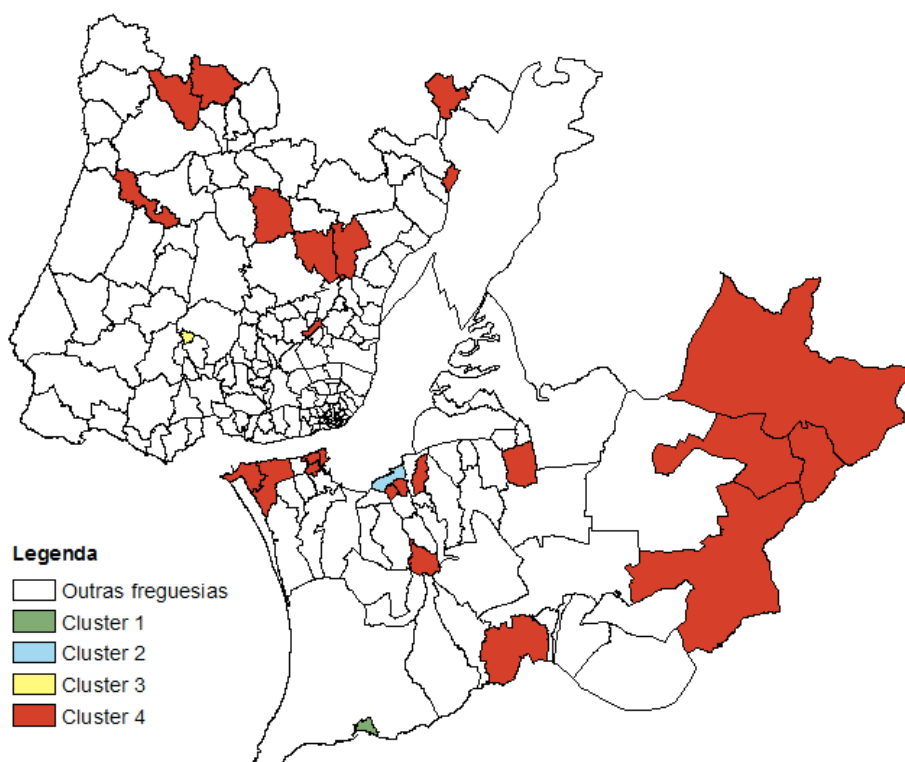 Legenda
Outras freguesias
Cluster 1
Cluster 2
Cluster 3
Cluster 4